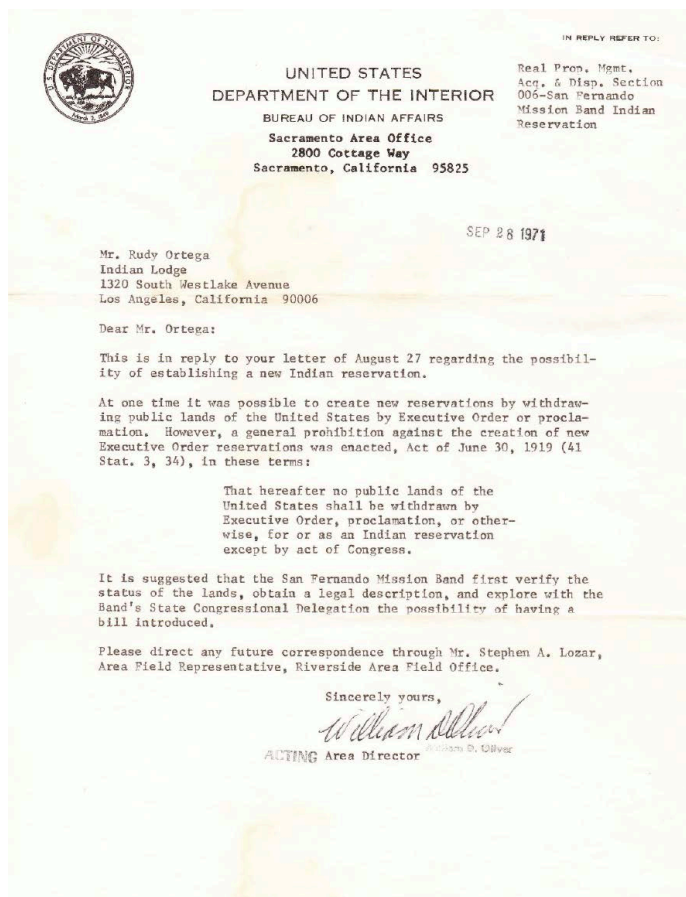 IN REPLY REFER TO:
U.S. DEPARTMENT OF THE INTERIOR
March 3, 1849
UNITED STATES
DEPARTMENT OF THE INTERIOR
BUREAU OF INDIAN AFFAIRS
Sacramento Area Office
2800 Cottage Way
Sacramento, California 95825
Real Prop. Mgmt.
Acq. & Disp. Section
006-San Fernando
Mission Band Indian
Reservation
SEP 28 1971
Mr. Rudy Ortega
Indian Lodge
1320 South Westlake Avenue
Los Angeles, California 90006
Dear Mr. Ortega:
This is in reply to your letter of August 27 regarding the possibil-
ity of establishing a new Indian reservation.
At one time it was possible to create new reservations by withdraw-
ing public lands of the United States by Executive Order or procla-
mation. However, a general prohibition against the creation of new
Executive Order reservations was enacted, Act of June 30, 1919 (41
Stat. 3, 34), in these terms:
That hereafter no public lands of the
United States shall be withdrawn by
Executive Order, proclamation, or other-
wise, for or as an Indian reservation
except by act of Congress.
It is suggested that the San Fernando Mission Band first verify the
status of the lands, obtain a legal description, and explore with the
Band's State Congressional Delegation the possibility of having a
bill introduced.
Please direct any future correspondence through Mr. Stephen A. Lozar,
Area Field Representative, Riverside Area Field Office.
Sincerely yours,
William D Oliver
William D. Oliver
ACTING Area Director